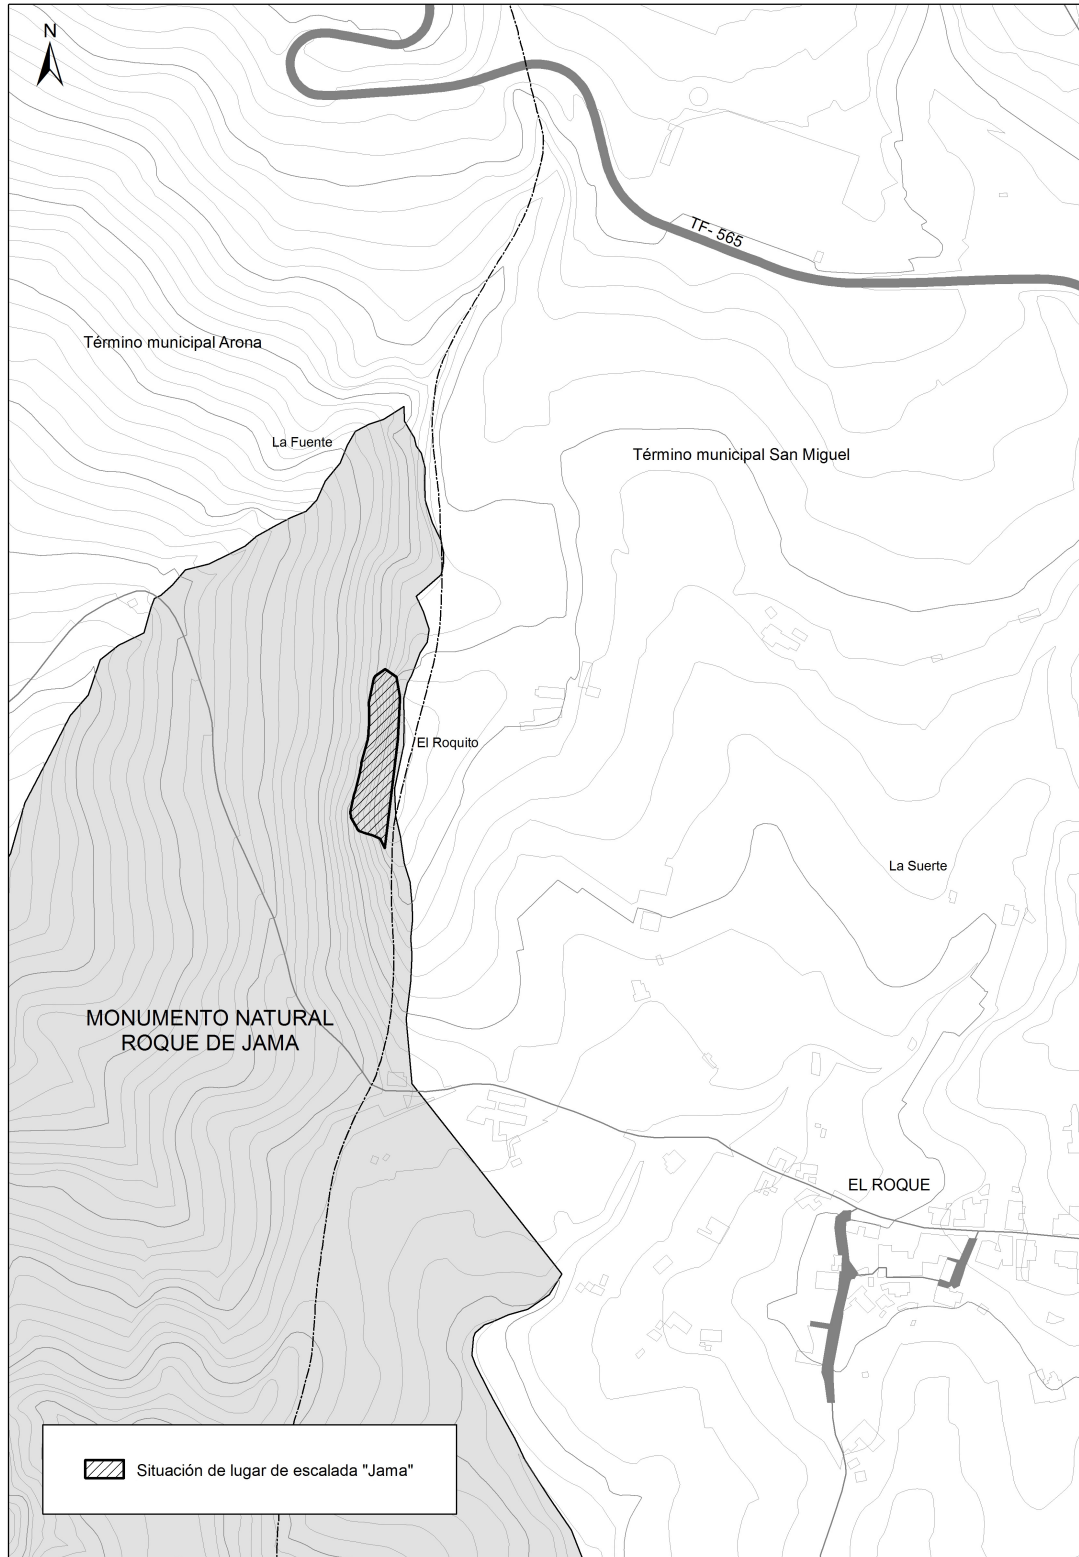 N
TF- 565
Término municipal Arona
La Fuente
Término municipal San Miguel
El Roquito
La Suerte
MONUMENTO NATURAL
ROQUE DE JAMA
EL ROQUE
Situación de lugar de escalada "Jama"